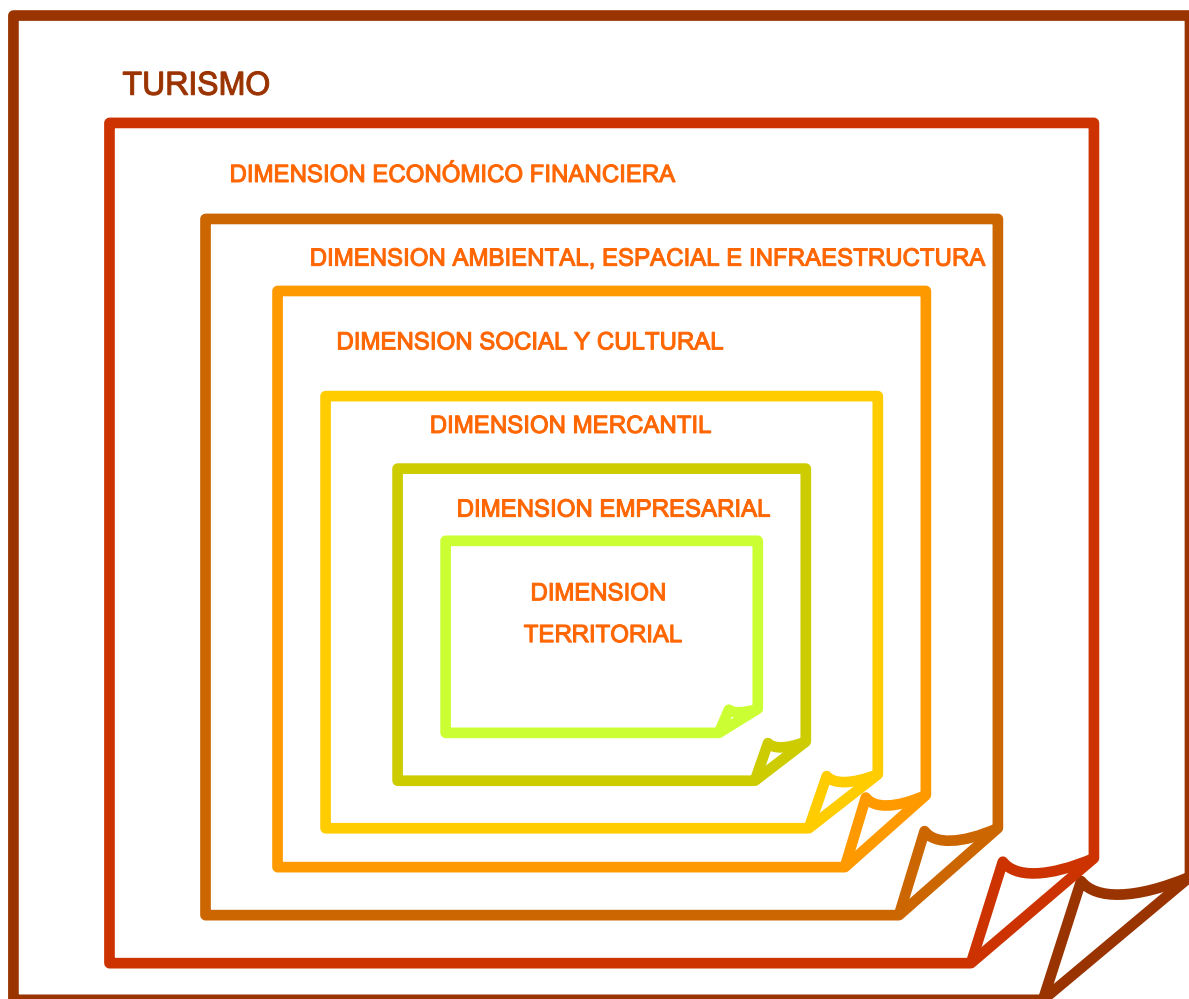 TURISMO
DIMENSION ECONÓMICO FINANCIERA
DIMENSION AMBIENTAL, ESPACIAL E INFRAESTRUCTURA
DIMENSION SOCIAL Y CULTURAL
DIMENSION MERCANTIL
DIMENSION EMPRESARIAL
DIMENSION
TERRITORIAL